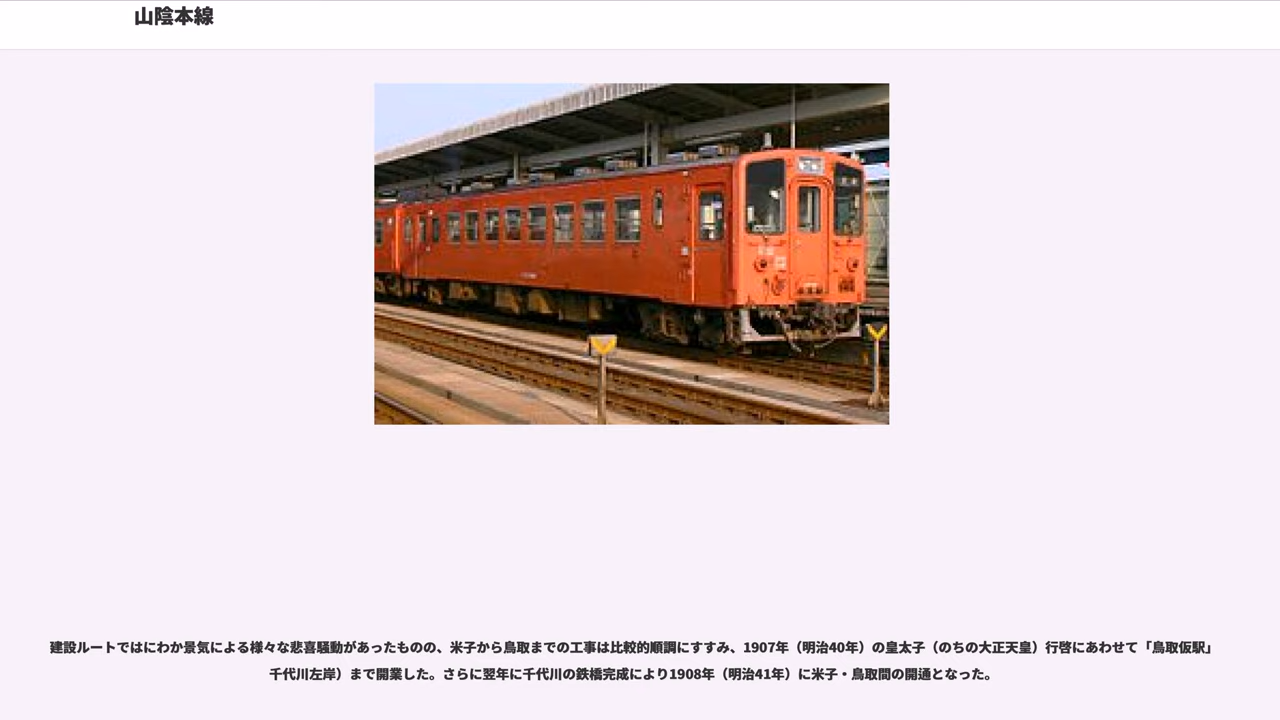 山陰本線
建設ルートではにわか景気による様々な悲喜騒動があったものの、米子から鳥取までの工事は比較的順調にすすみ、1907年（明治40年）の皇太子（のちの大正天皇）行啓にあわせて「鳥取仮駅」
千代川左岸）まで開業した。さらに翌年に千代川の鉄橋完成により1908年（明治41年）に米子・鳥取間の開通となった。